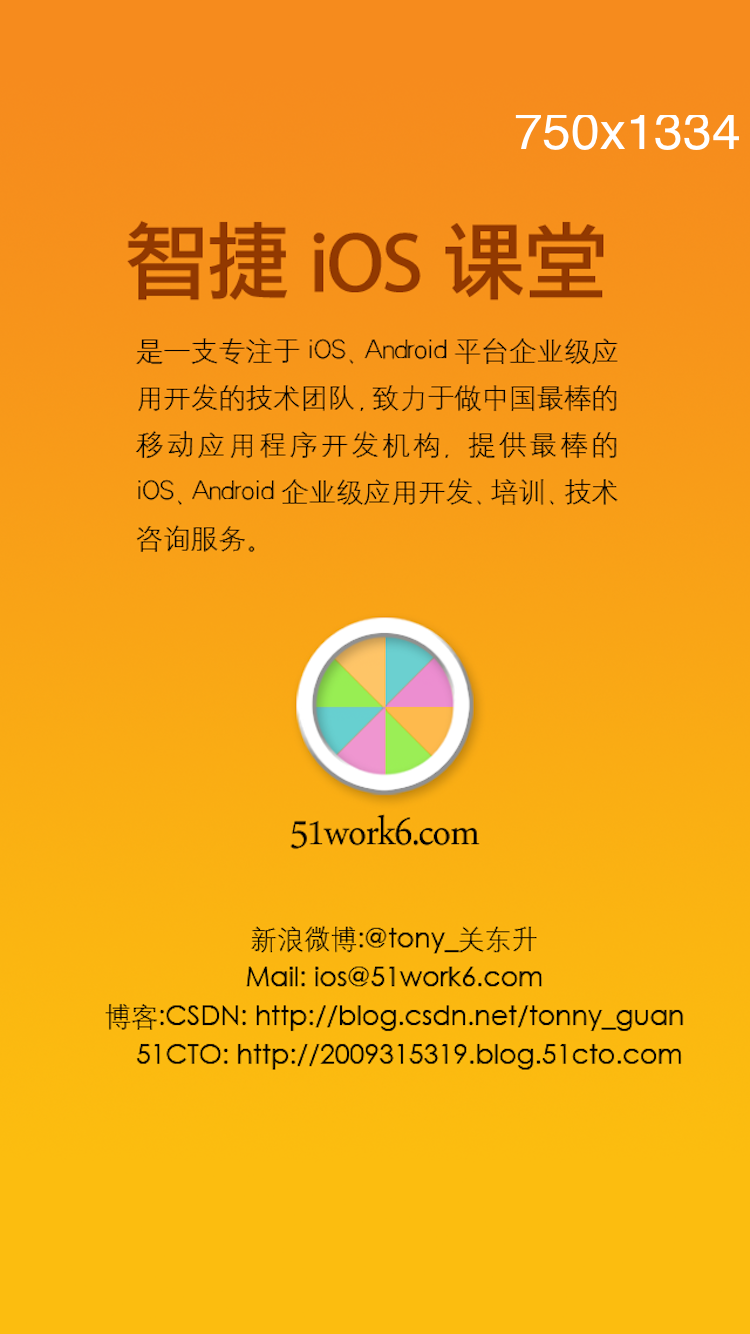 750x1334
智捷 iOS 课堂
是一支专注于 iOS、Android 平台企业级应
用开发的技术团队，致力于做中国最棒的
移动应用程序开发机构，提供最棒的
iOS、Android 企业级应用开发、培训、技术
咨询服务。
51work6.com
新浪微博:@tony_关东升
Mail: ios@51work6.com
博客:CSDN: http://blog.csdn.net/tonny_guan
51CTO: http://2009315319.blog.51cto.com